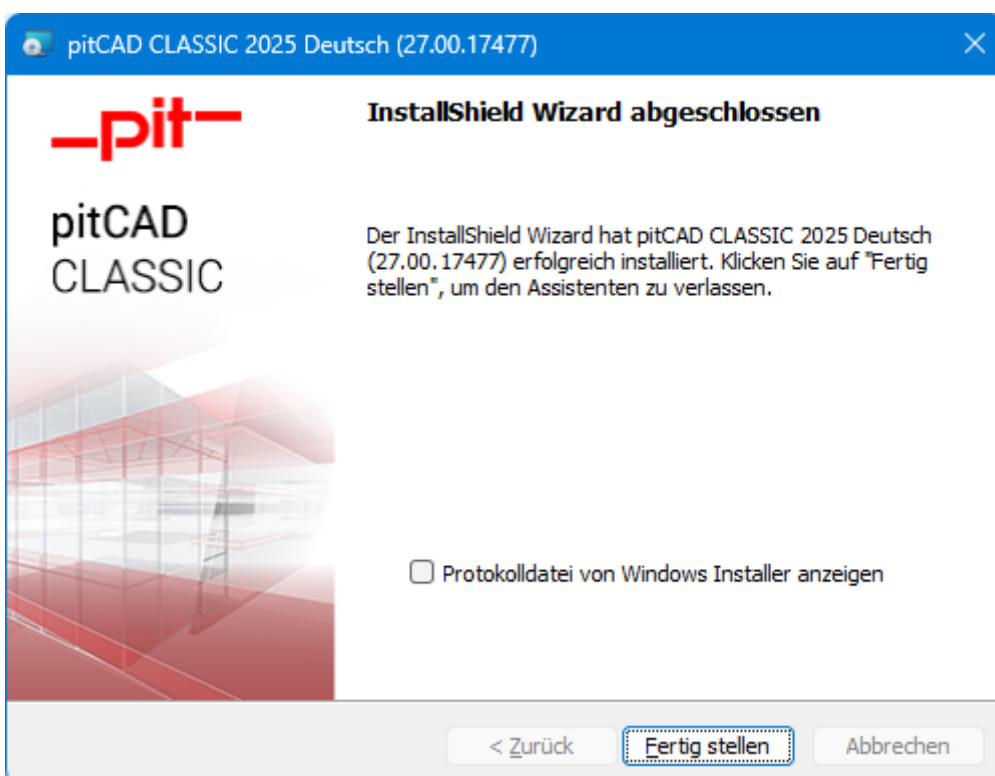 pitCAD CLASSIC 2025 Deutsch (27.00.17477)
pit
pitCAD
CLASSIC
InstallShield Wizard abgeschlossen
Der InstallShield Wizard hat pitCAD CLASSIC 2025 Deutsch
(27.00.17477) erfolgreich installiert. Klicken Sie auf "Fertig
stellen", um den Assistenten zu verlassen.
Protokolldatei von Windows Installer anzeigen
< Zurück
Fertig stellen
Abbrechen